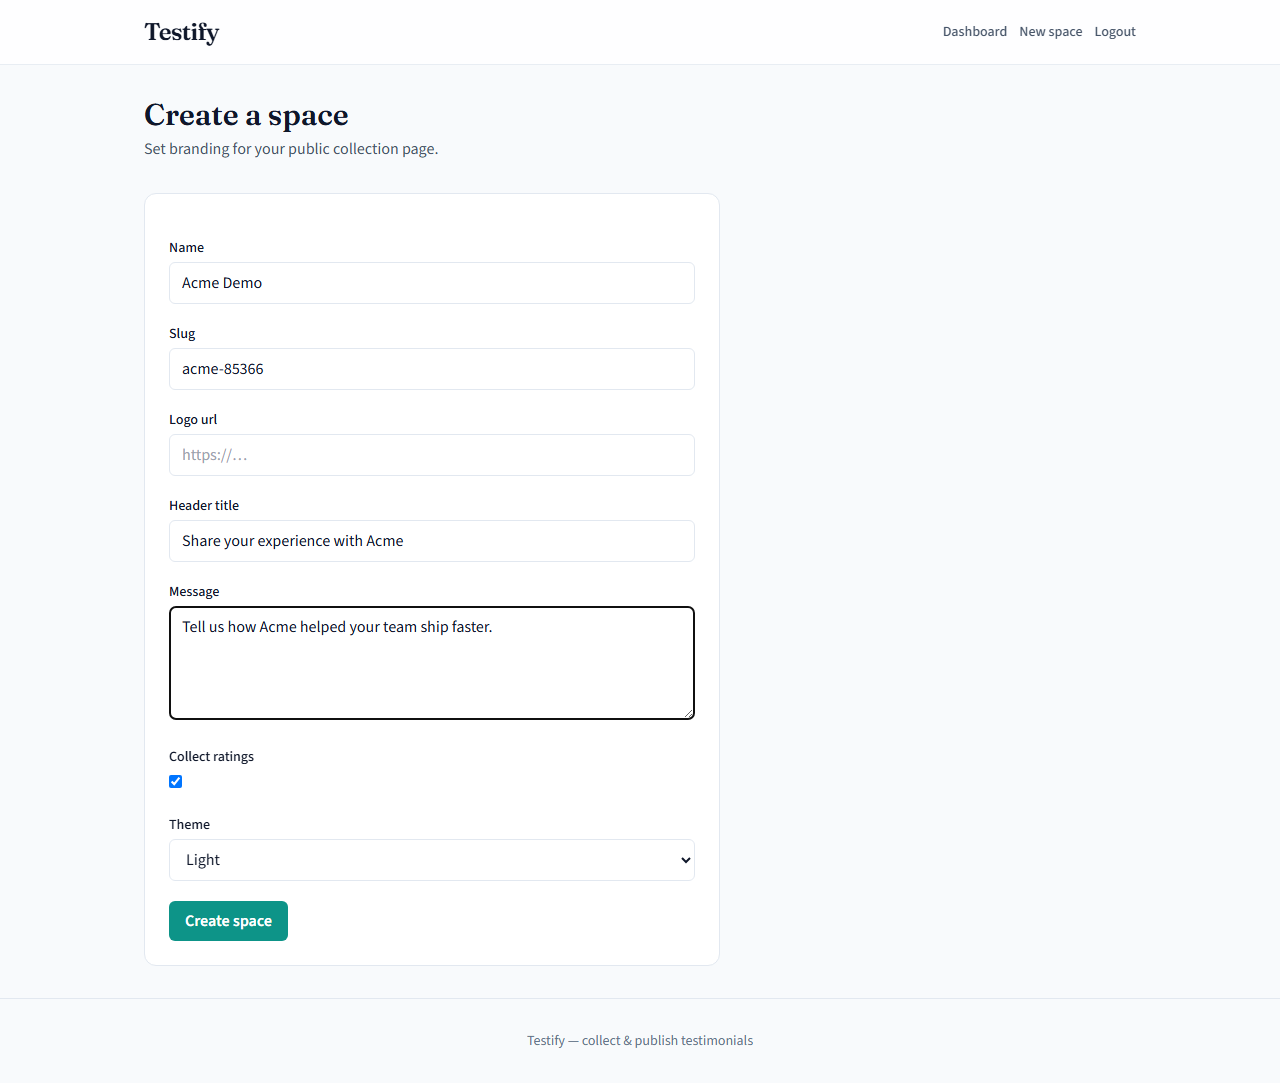 Testify
Dashboard New space Logout
Create a space
Set branding for your public collection page.
Name
Acme Demo
Slug
acme-85366
Logo url
https://…
Header title
Share your experience with Acme
Message
Tell us how Acme helped your team ship faster.
Collect ratings
Theme
Light
Create space
Testify — collect & publish testimonials